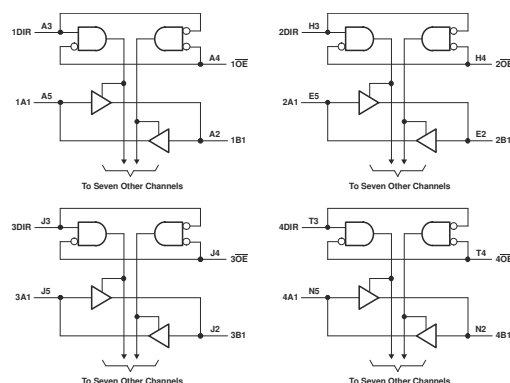 1DIR A3
A4 1OE
1A1 A5
A2 1B1
To Seven Other Channels
2DIR H3
H4 2OE
2A1 E5
E2 2B1
To Seven Other Channels
3DIR J3
J4 3OE
3A1 J5
J2 3B1
To Seven Other Channels
4DIR T3
T4 4OE
4A1 N5
N2 4B1
To Seven Other Channels